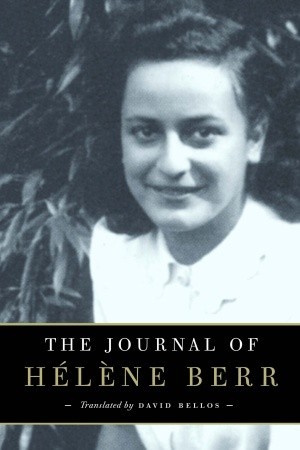 THE JOURNAL OF
HÉLÈNE BERR
– Translated by DAVID BELLOS –